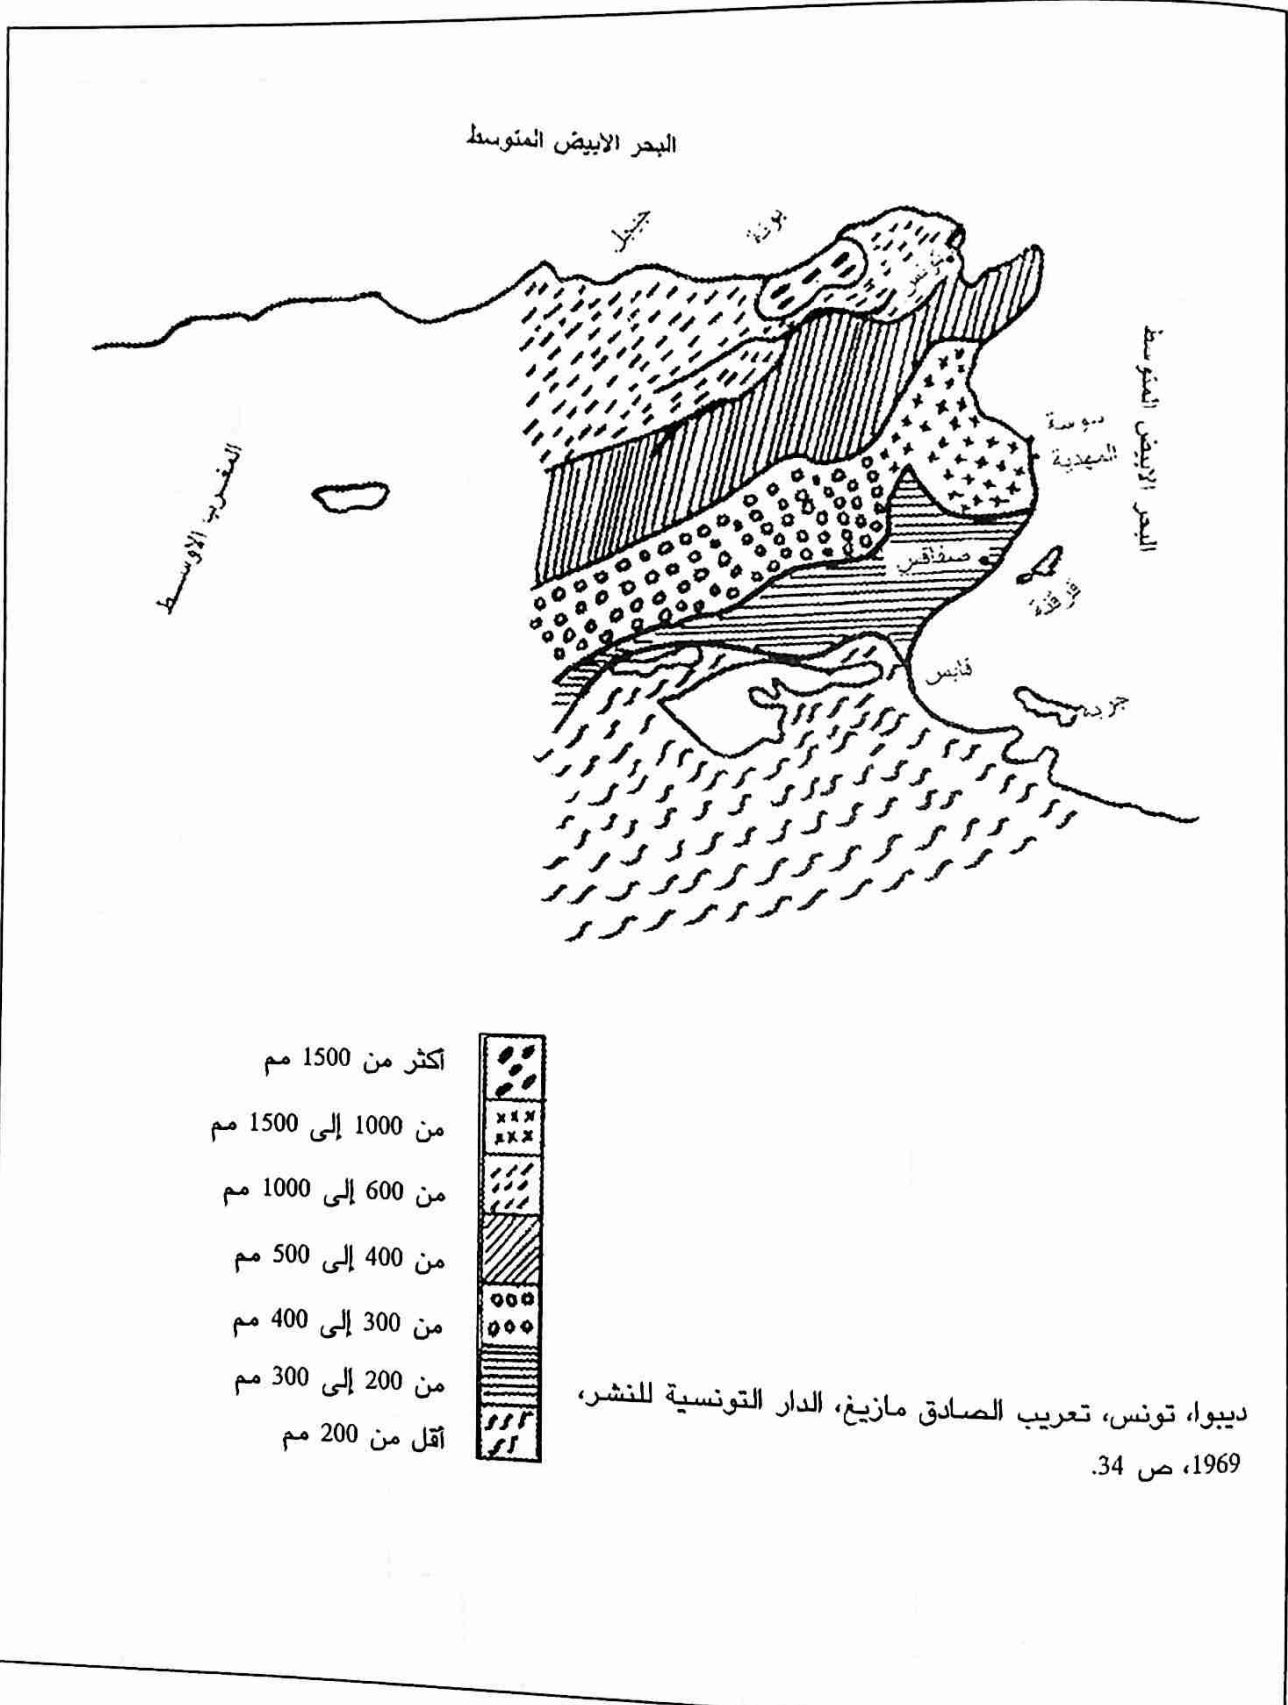 البحر الابيض المتوسط
جيجل
بونة
تونس
البحر الابيض المتوسط
سوسة
المهدية
المغرب الاوسط
صفاقس
قرقنة
قابس
جربة
أكثر من 1500 مم
من 1000 إلى 1500 مم
من 600 إلى 1000 مم
من 400 إلى 500 مم
من 300 إلى 400 مم
من 200 إلى 300 مم
أقل من 200 مم
ديبوا، تونس، تعريب الصادق مازيغ، الدار التونسية للنشر،
1969، ص 34.